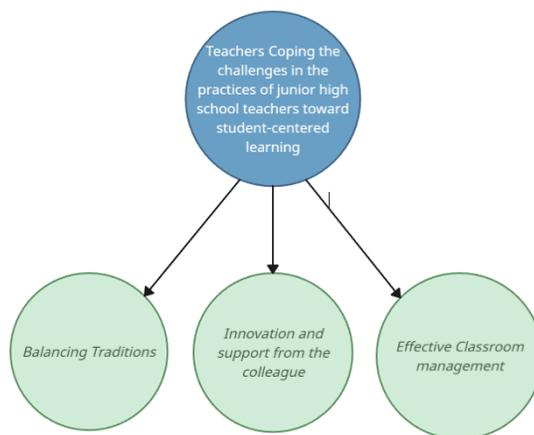 Teachers Coping the
challenges in the
practices of junior high
school teachers toward
student-centered
learning
Balancing Traditions
Innovation and
support from the
colleague
Effective Classroom
management